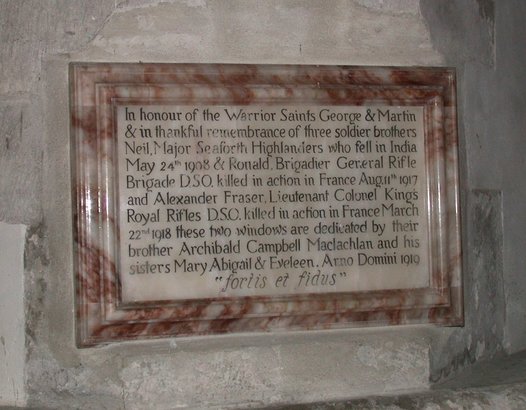 In honour of the Warrior Saints George & Martin
& in thankful remembrance of three soldier brothers
Neil, Major Seaforth Highlanders who fell in India
May 24th 1908 & Ronald, Brigadier General Rifle
Brigade D.S.O. killed in action in France Aug. 11th 1917
and Alexander Fraser, Lieutenant Colonel King's
Royal Rifles D.S.O. killed in action in France March
22nd 1918 these two windows are dedicated by their
brother Archibald Campbell Maclachlan and his
sisters Mary Abigail & Eveleen. Anno Domini 1919
"fortis et fidus"